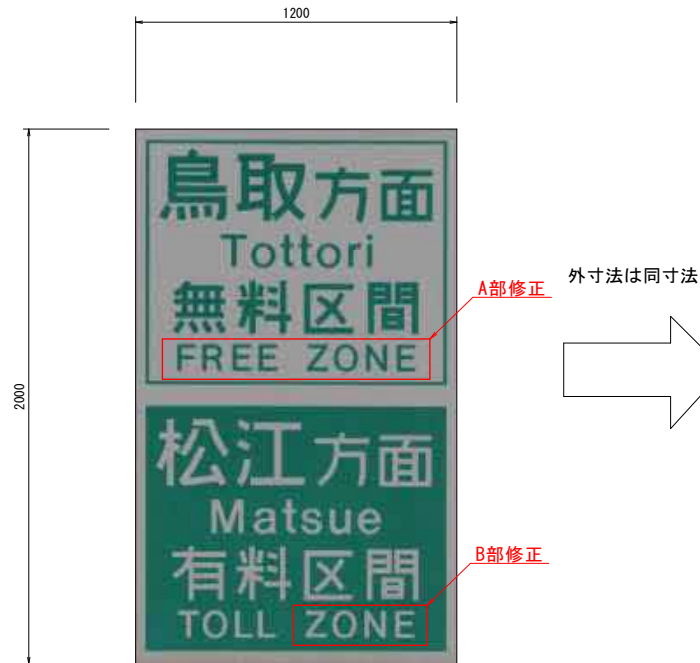 1200
2000
鳥取方面
Tottori
無料区間
FREE ZONE
A部修正
外寸法は同寸法
松江方面
Matsue
有料区間
TOLL ZONE
B部修正